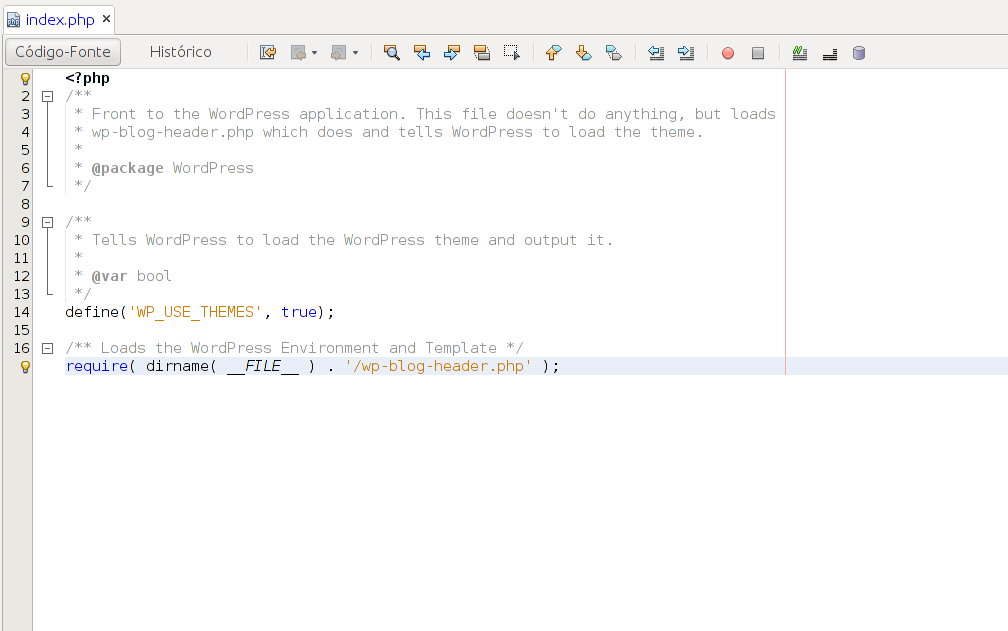 index.php
Código-Fonte Histórico
<?php
2 /**
3 * Front to the WordPress application. This file doesn't do anything, but loads
4 * wp-blog-header.php which does and tells WordPress to load the theme.
5 *
6 * @package WordPress
7 */
8
9 /**
10 * Tells WordPress to load the WordPress theme and output it.
11 *
12 * @var bool
13 */
14 define('WP_USE_THEMES', true);
15
16 /** Loads the WordPress Environment and Template */
require( dirname( __FILE__ ) . '/wp-blog-header.php' );